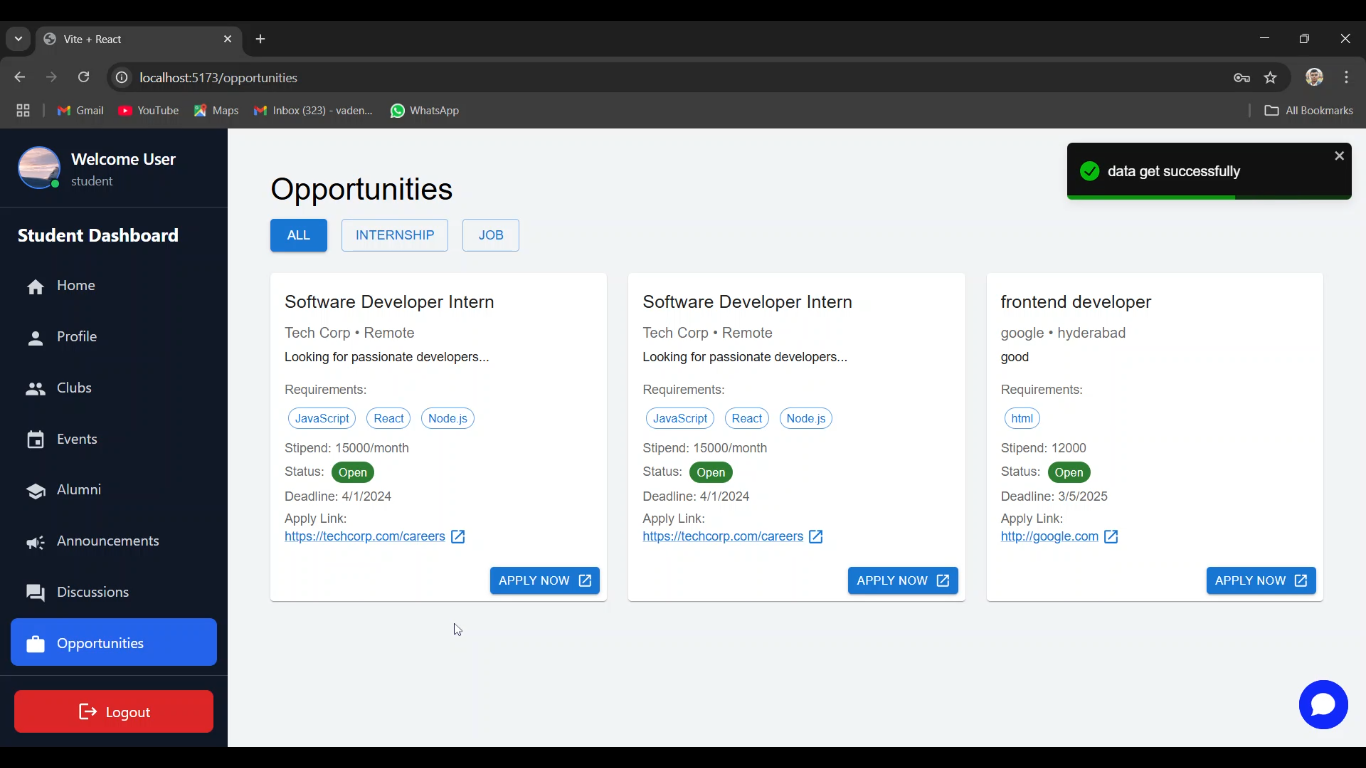 Vite + React
localhost:5173/opportunities
Gmail
YouTube
Maps
Inbox (323) - vaden...
WhatsApp
All Bookmarks
Welcome User
student
Student Dashboard
Home
Profile
Clubs
Events
Alumni
Announcements
Discussions
Opportunities
Logout
data get successfully
Opportunities
ALL
INTERNSHIP
JOB
Software Developer Intern
Tech Corp • Remote
Looking for passionate developers...
Requirements:
JavaScript React Node.js
Stipend: 15000/month
Status: Open
Deadline: 4/1/2024
Apply Link:
https://techcorp.com/careers
APPLY NOW
Software Developer Intern
Tech Corp • Remote
Looking for passionate developers...
Requirements:
JavaScript React Node.js
Stipend: 15000/month
Status: Open
Deadline: 4/1/2024
Apply Link:
https://techcorp.com/careers
APPLY NOW
frontend developer
google • hyderabad
good
Requirements:
html
Stipend: 12000
Status: Open
Deadline: 3/5/2025
Apply Link:
http://google.com
APPLY NOW